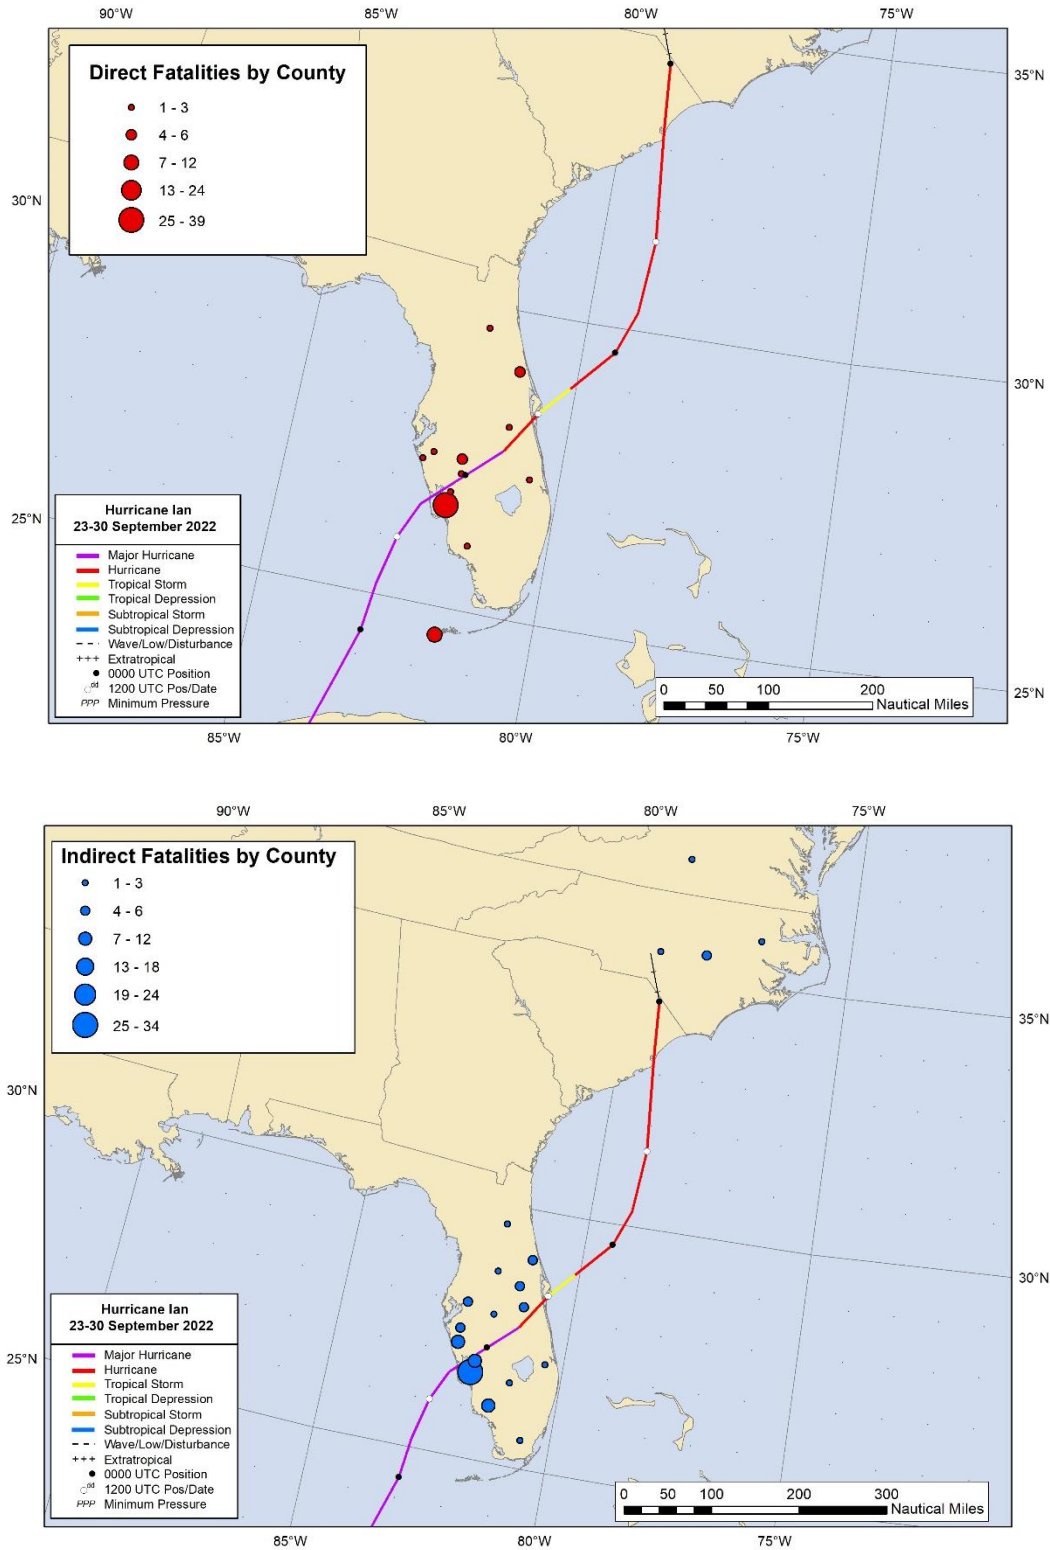 90°W 85°W 80°W 75°W
Direct Fatalities by County
1 - 3
4 - 6
7 - 12
13 - 24
25 - 39
35°N
30°N
30°N
25°N
25°N
Hurricane Ian
23-30 September 2022
Major Hurricane
Hurricane
Tropical Storm
Tropical Depression
Subtropical Storm
Subtropical Depression
Wave/Low/Disturbance
+++ Extratropical
0000 UTC Position
dd 1200 UTC Pos/Date
PPP Minimum Pressure
0 50 100 200
Nautical Miles
85°W 80°W 75°W
90°W 85°W 80°W 75°W
Indirect Fatalities by County
1 - 3
4 - 6
7 - 12
13 - 18
19 - 24
25 - 34
35°N
30°N
30°N
25°N
Hurricane Ian
23-30 September 2022
Major Hurricane
Hurricane
Tropical Storm
Tropical Depression
Subtropical Storm
Subtropical Depression
Wave/Low/Disturbance
+++ Extratropical
0000 UTC Position
dd 1200 UTC Pos/Date
PPP Minimum Pressure
0 50 100 200 300
Nautical Miles
85°W 80°W 75°W